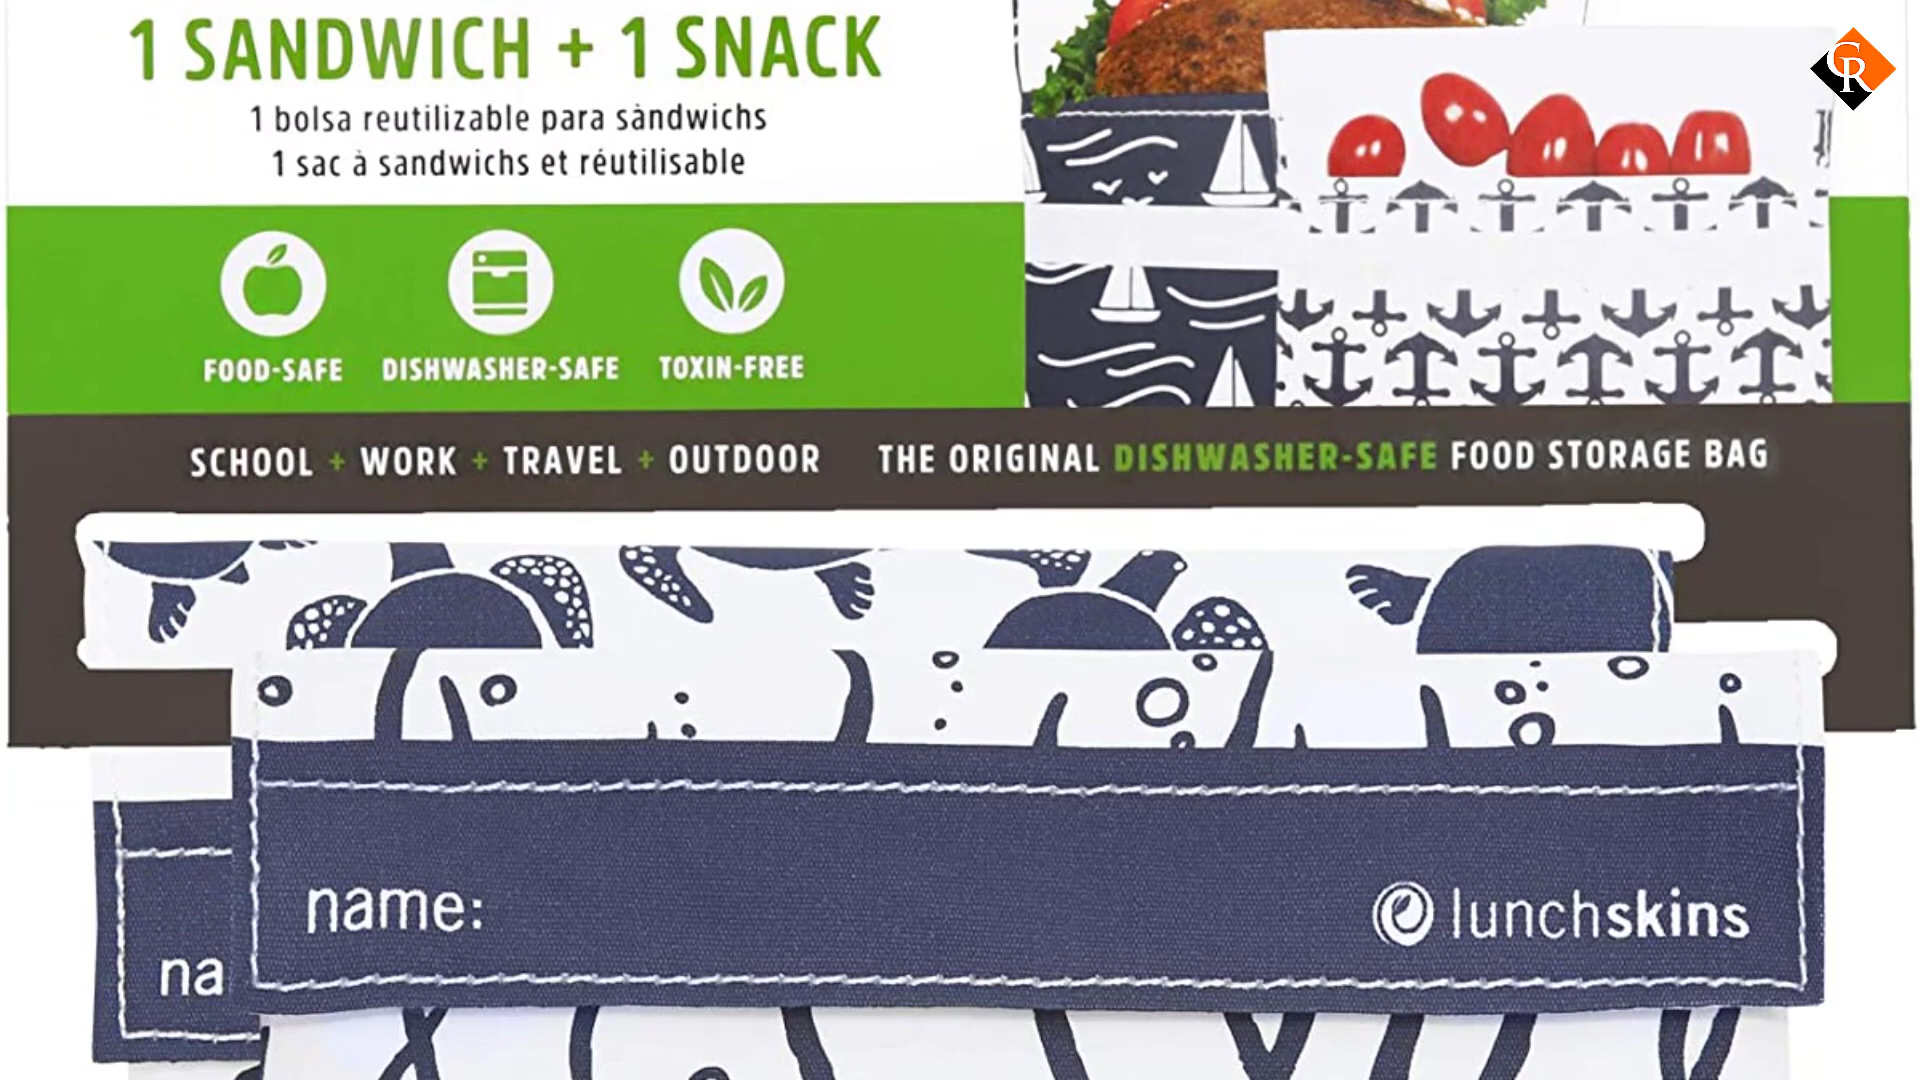 1 SANDWICH + 1 SNACK
1 bolsa reutilizable para sàndwichs
1 sac à sandwichs et réutilisable
FOOD-SAFE DISHWASHER-SAFE TOXIN-FREE
SCHOOL + WORK + TRAVEL + OUTDOOR THE ORIGINAL DISHWASHER-SAFE FOOD STORAGE BAG
name: lunchskins
na
CR